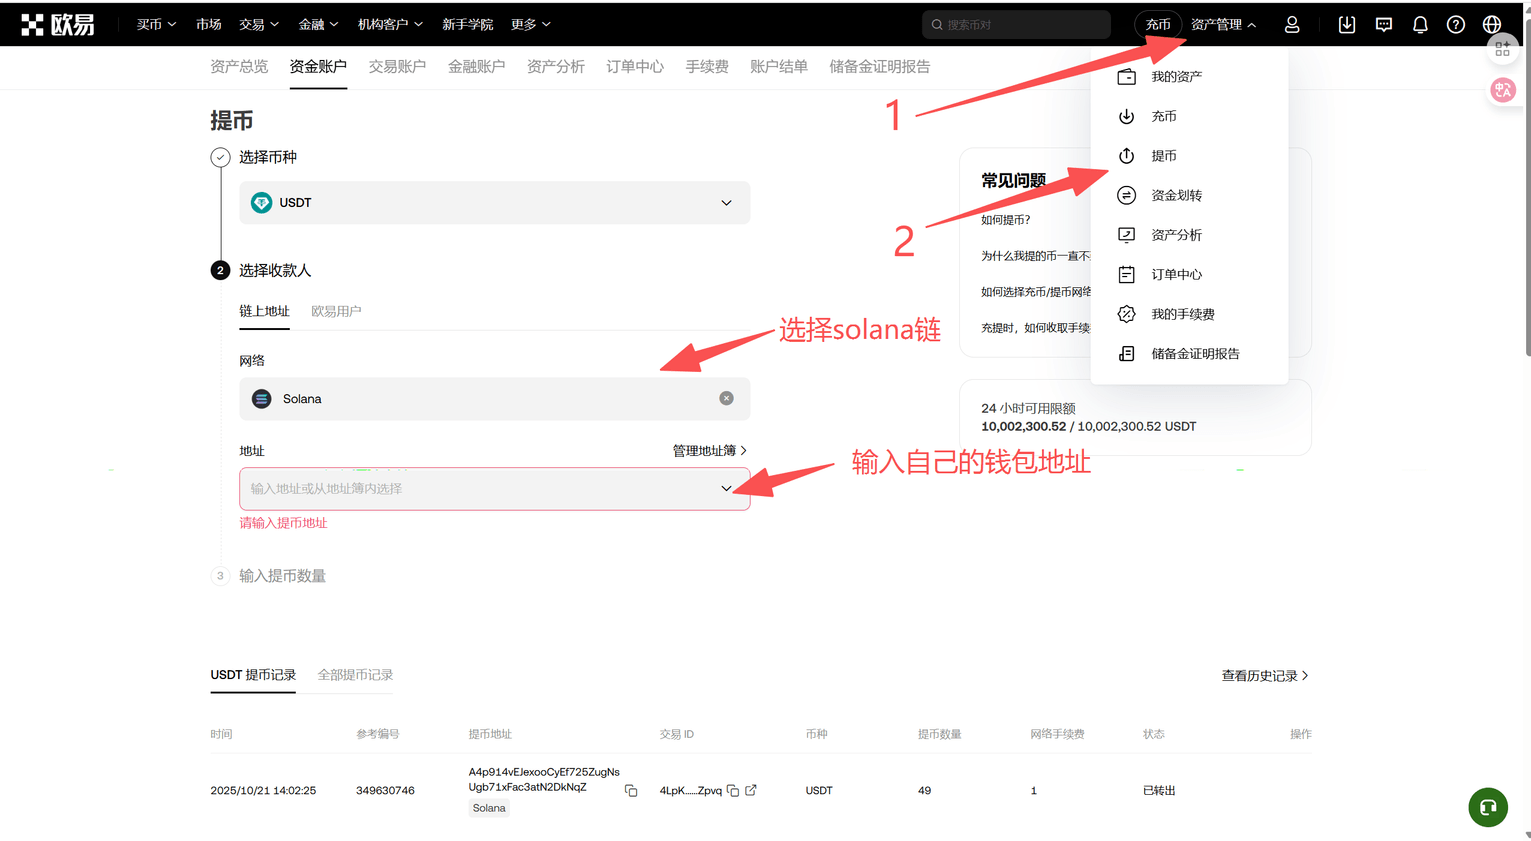 欧易
买币
市场
交易
金融
机构客户
新手学院
更多
搜索币对
充币
资产管理
资产总览
资金账户
交易账户
金融账户
资产分析
订单中心
手续费
账户结单
储备金证明报告
我的资产
充币
提币
资金划转
资产分析
订单中心
我的手续费
储备金证明报告
1
2
提币
选择币种
USDT
2 选择收款人
链上地址
欧易用户
网络
Solana
选择solana链
地址
管理地址簿
输入地址或从地址簿内选择
请输入提币地址
输入自己的钱包地址
3 输入提币数量
常见问题
如何提币?
为什么我提的币一直不
如何选择充币/提币网络
充提时，如何收取手续
24 小时可用限额
10,002,300.52 / 10,002,300.52 USDT
USDT 提币记录
全部提币记录
查看历史记录
时间 参考编号 提币地址 交易 ID 币种 提币数量 网络手续费 状态 操作
2025/10/21 14:02:25
349630746
A4p914vEJexooCyEf725ZugNs
Ugb71xFac3atN2DkNqZ
Solana
4LpK......Zpvq
USDT
49
1
已转出